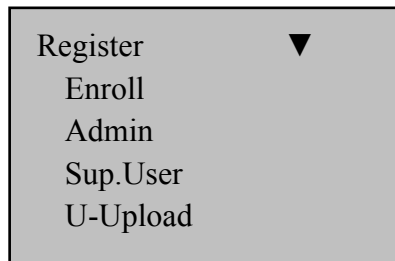 Register ▼
Enroll
Admin
Sup.User
U-Upload